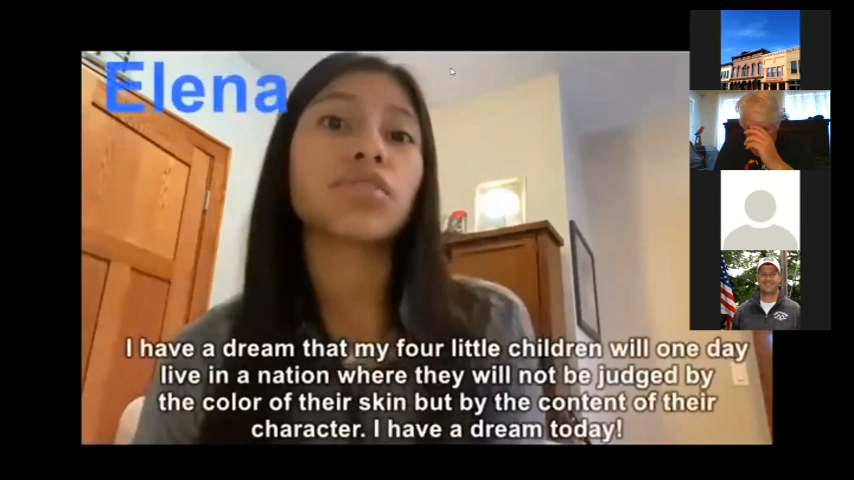 Elena
I have a dream that my four little children will one day
live in a nation where they will not be judged by
the color of their skin but by the content of their
character. I have a dream today!